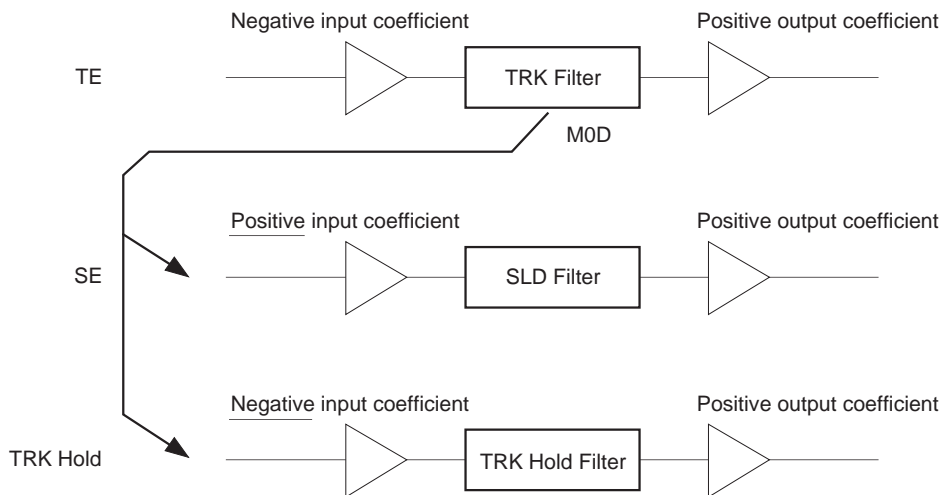 Negative input coefficient
Positive output coefficient
TE
TRK Filter
M0D
Positive input coefficient
Positive output coefficient
SE
SLD Filter
Negative input coefficient
Positive output coefficient
TRK Hold
TRK Hold Filter